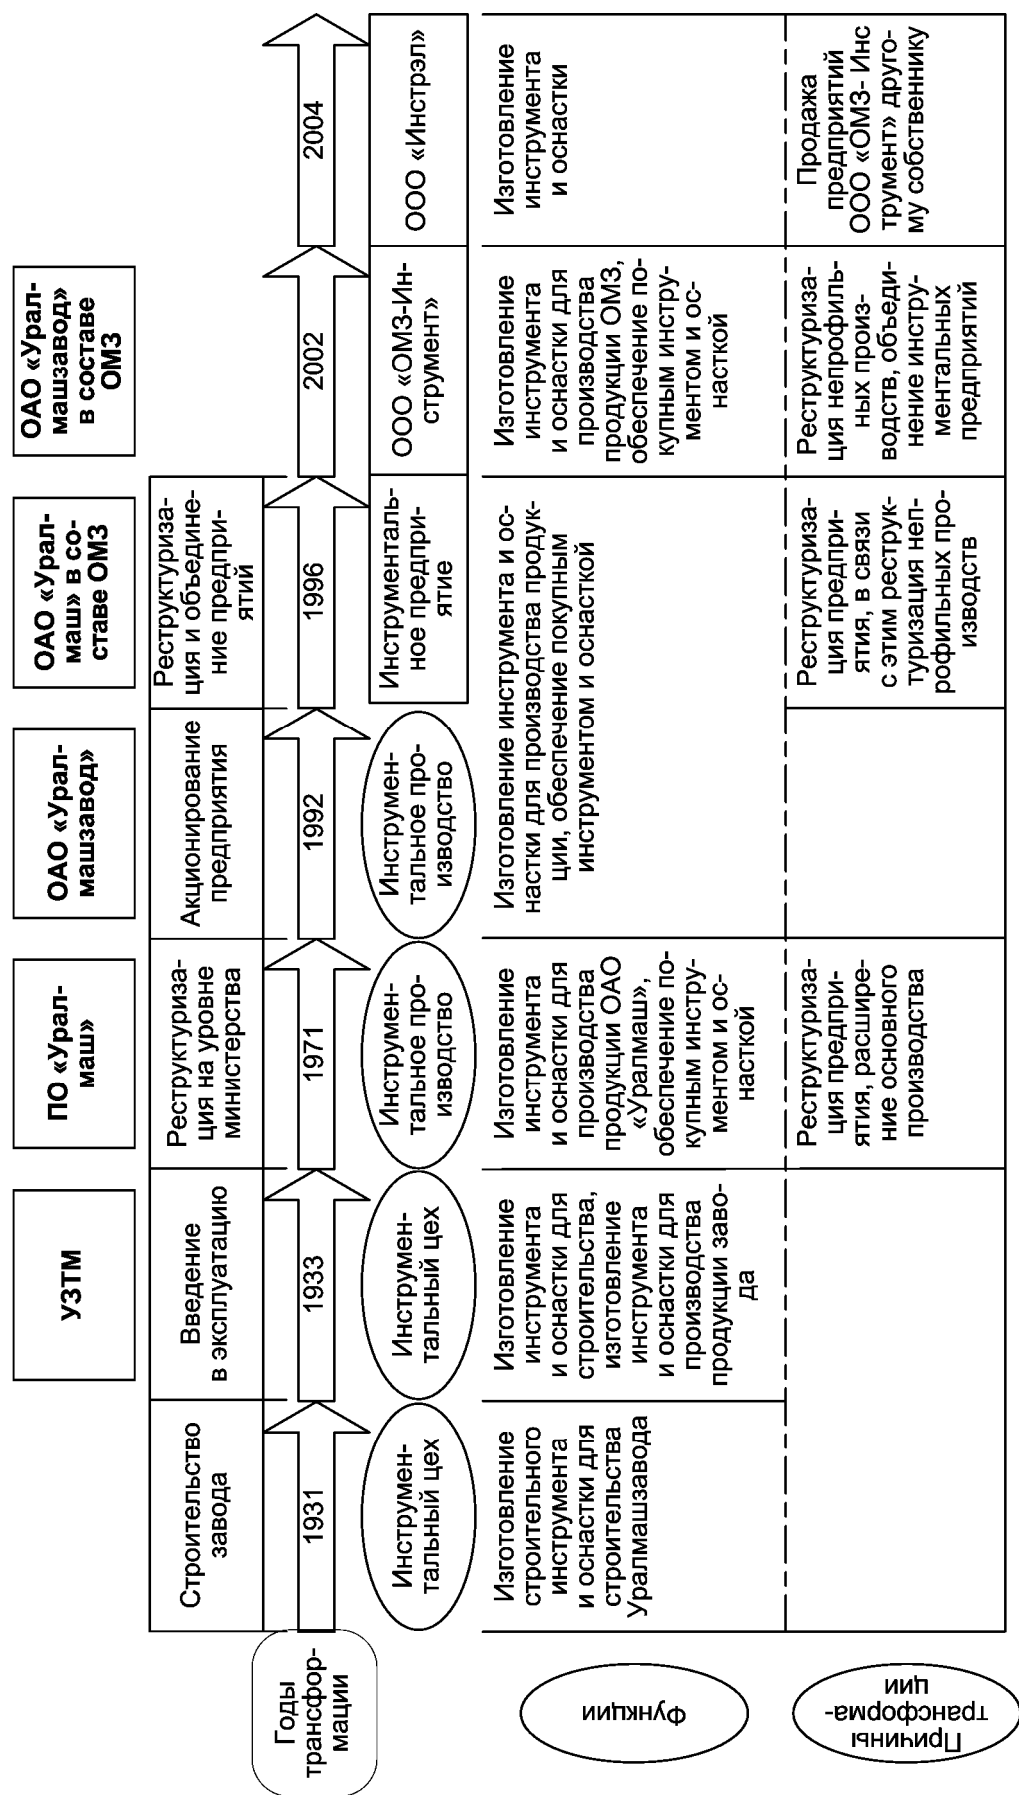 УЗТМ
ПО «Урал-
маш»
ОАО «Урал-
машзавод»
ОАО «Урал-
маш» в со-
ставе ОМЗ
ОАО «Урал-
машзавод»
в составе
ОМЗ
Строительство
завода
Введение
в эксплуатацию
Реструктуриза-
ция на уровне
министерства
Акционирование
предприятия
Реструктуриза-
ция и объедине-
ние предпри-
ятий
Годы
трансфор-
мации
1931
1933
1971
1992
1996
2002
2004
Инструмен-
тальный цех
Инструмен-
тальный цех
Инструмен-
тальное про-
изводство
Инструмен-
тальное про-
изводство
Инструменталь-
ное предпри-
ятие
ООО «ОМЗ-Ин-
струмент»
ООО «Инстрэл»
Функции
Изготовление
строительного
инструмента
и оснастки для
строительства
Уралмашзавода
Изготовление
инструмента
и оснастки для
строительства,
изготовление
инструмента
и оснастки для
производства
продукции заво-
да
Изготовление
инструмента
и оснастки для
производства
продукции ОАО
«Уралмаш»,
обеспечение по-
купным инстру-
ментом и ос-
насткой
Изготовление инструмента и ос-
настки для производства продук-
ции, обеспечение покупным
инструментом и оснасткой
Изготовление
инструмента
и оснастки для
производства
продукции ОМЗ,
обеспечение по-
купным инстру-
ментом и ос-
насткой
Изготовление
инструмента
и оснастки
Причины
трансформа-
ции
Реструктуриза-
ция предпри-
ятия, расшире-
ние основного
производства
Реструктуриза-
ция предпри-
ятия, в связи
с этим реструк-
туризация неп-
рофильных про-
изводств
Реструктуриза-
ция непрофиль-
ных произ-
водств, объеди-
нение инстру-
ментальных
предприятий
Продажа
предприятий
ООО «ОМЗ- Инс
трумент» друго-
му собственнику